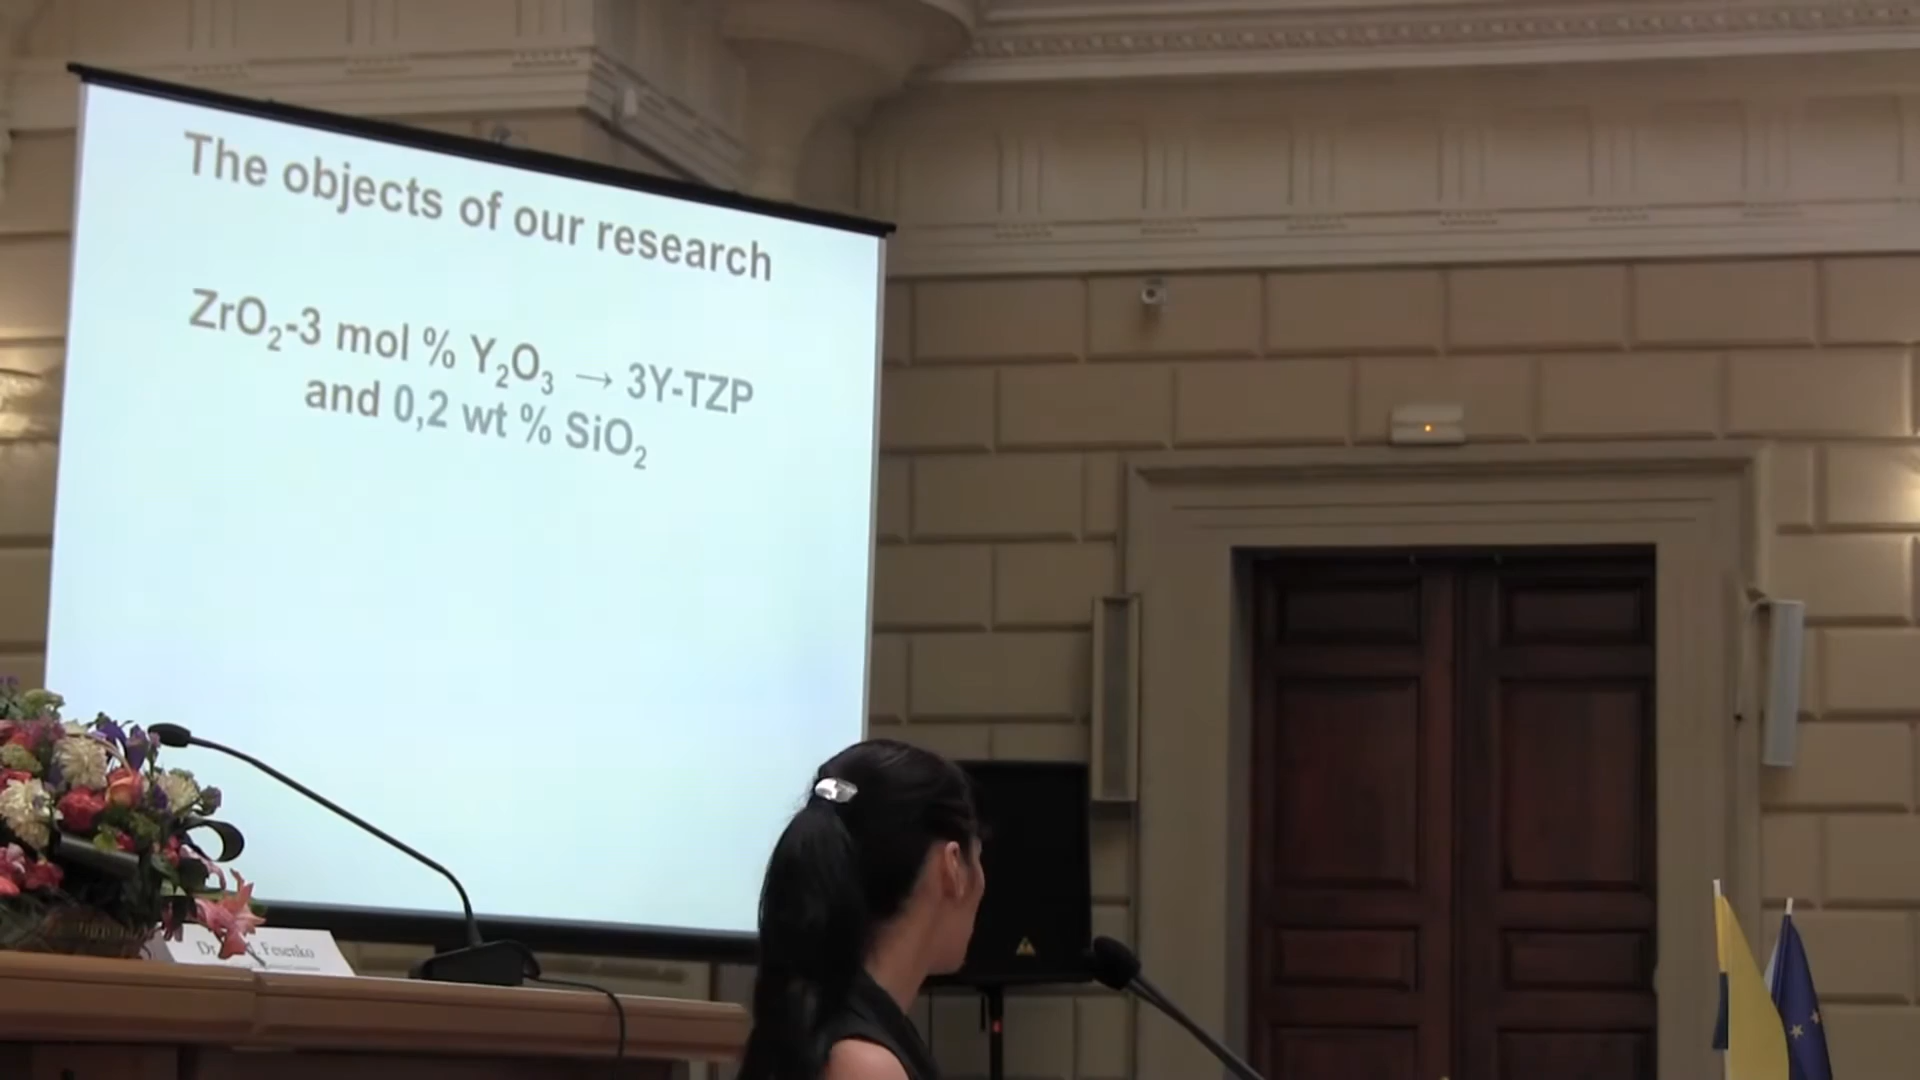 The objects of our research
ZrO₂-3 mol % Y₂O₃ → 3Y-TZP
and 0,2 wt % SiO₂
Dr. Fesenko